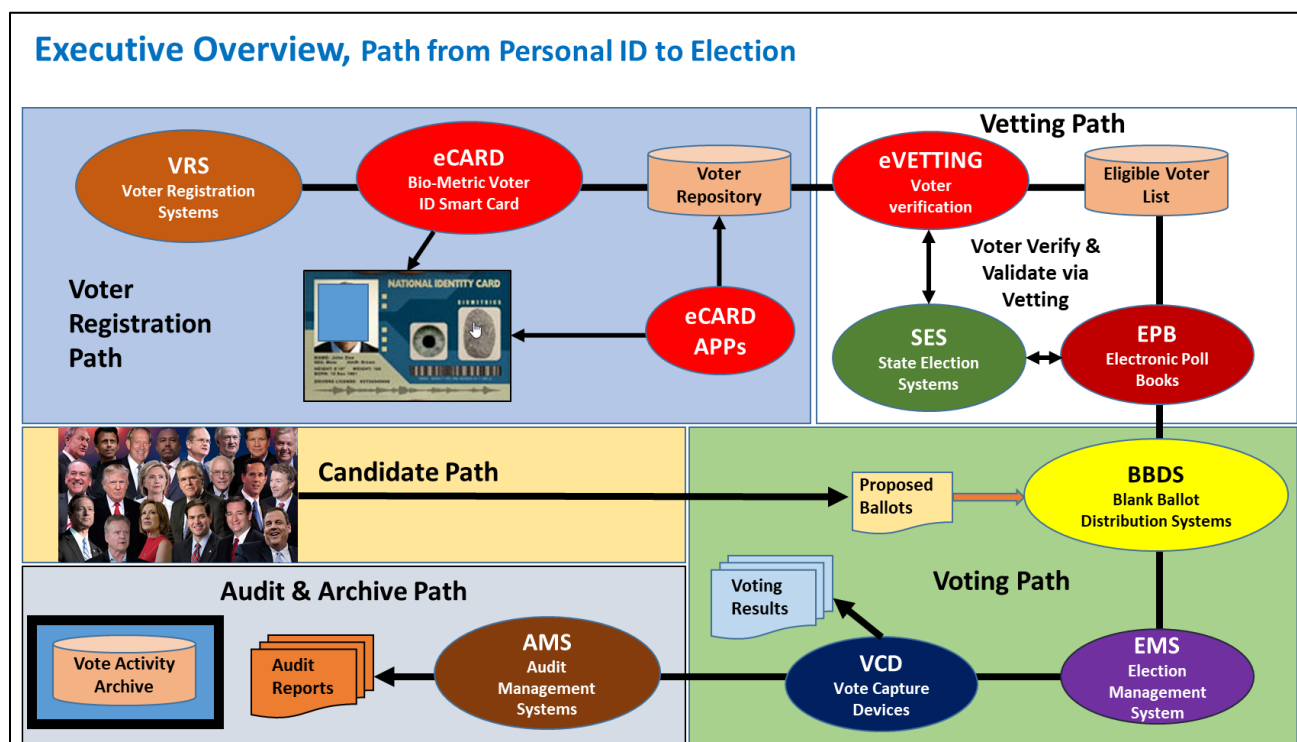 Executive Overview, Path from Personal ID to Election
VRS
Voter Registration
Systems
eCARD
Bio-Metric Voter
ID Smart Card
Voter
Repository
Voter
Registration
Path
NATIONAL IDENTITY CARD
BIOMETRICS
eCARD
APPs
Vetting Path
eVETTING
Voter
verification
Eligible Voter
List
Voter Verify &
Validate via
Vetting
SES
State Election
Systems
EPB
Electronic Poll
Books
Candidate Path
Proposed
Ballots
BBDS
Blank Ballot
Distribution Systems
Voting Path
Voting
Results
VCD
Vote Capture
Devices
EMS
Election
Management
System
Audit & Archive Path
Vote Activity
Archive
Audit
Reports
AMS
Audit
Management
Systems